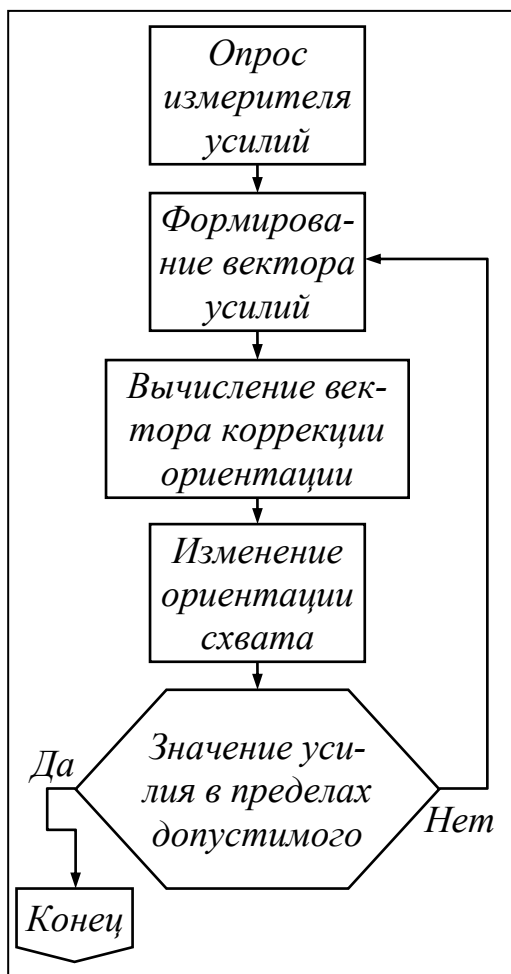 Опрос
измерителя
усилий
Формирова-
ние вектора
усилий
Вычисление век-
тора коррекции
ориентации
Изменение
ориентации
схвата
Значение уси-
лия в пределах
допустимого
Да
Нет
Конец